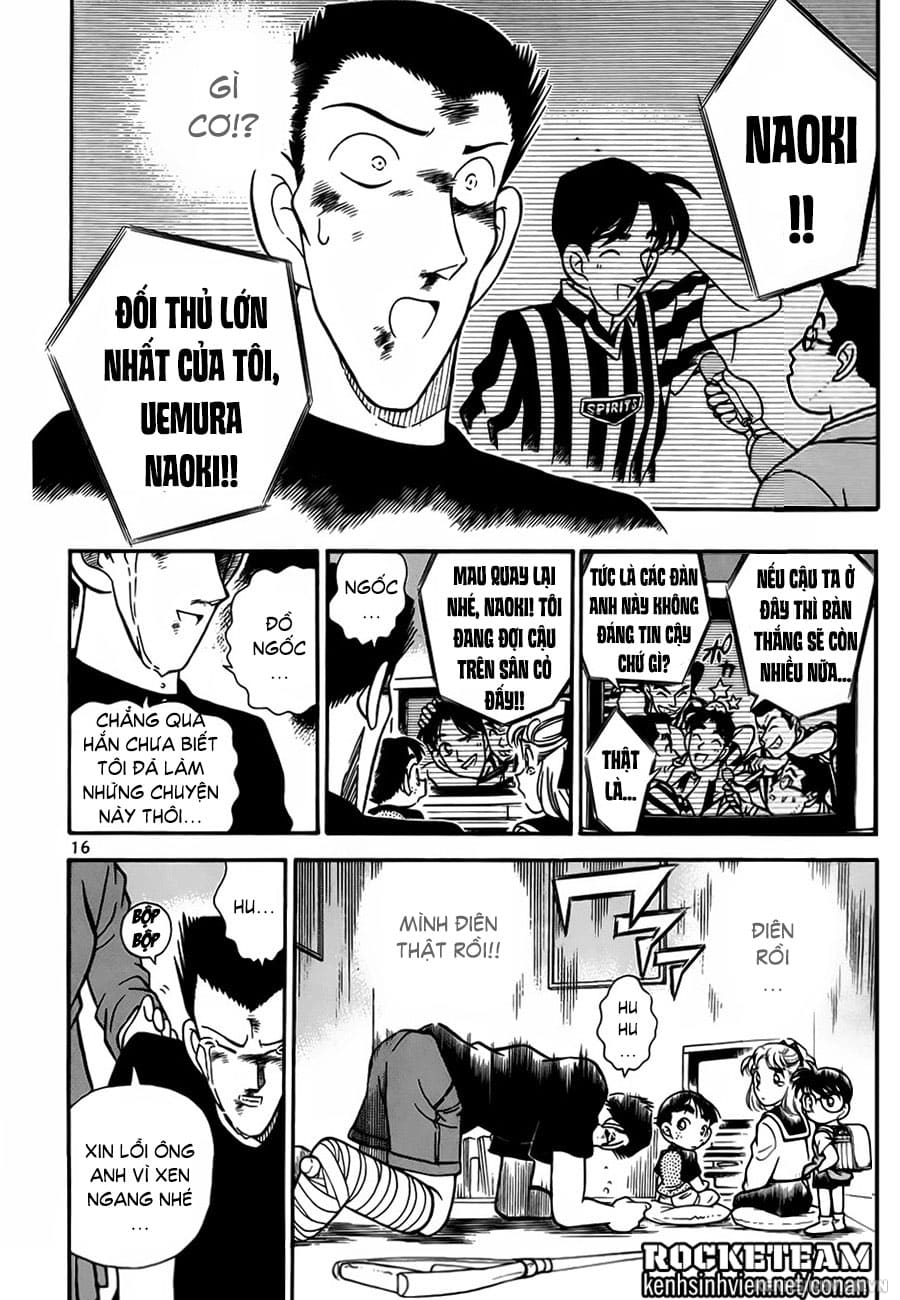 NAOKI
!!
GÌ
CƠ!?
SPIRITS
ĐỐI THỦ LỚN
NHẤT CỦA TÔI,
UEMURA
NAOKI!!
NẾU CẬU TA Ở
ĐÂY THÌ BÀN
THẮNG SẼ CÒN
NHIỀU NỮA...
TỨC LÀ CÁC ĐÀN
ANH NÀY KHÔNG
ĐÁNG TIN CẬY
CHỨ GÌ?
THẬT
LÀ...
MAU QUAY LẠI
NHÉ, NAOKI! TÔI
ĐANG ĐỢI CẬU
TRÊN SÂN CỎ
ĐẤY!!
NGỐC
...
ĐỒ
NGỐC
...
CHẲNG QUA
HẮN CHƯA BIẾT
TÔI ĐÃ LÀM
NHỮNG CHUYỆN
NÀY THÔI...
16
ĐIÊN
RỒI
...
MÌNH ĐIÊN
THẬT RỒI!!
HU
HU
...
HU...
BỘP
BỘP
XIN LỖI ÔNG
ANH VÌ XEN
NGANG NHÉ
...
ROCKETEAM
kenhsinhvien.net/conan